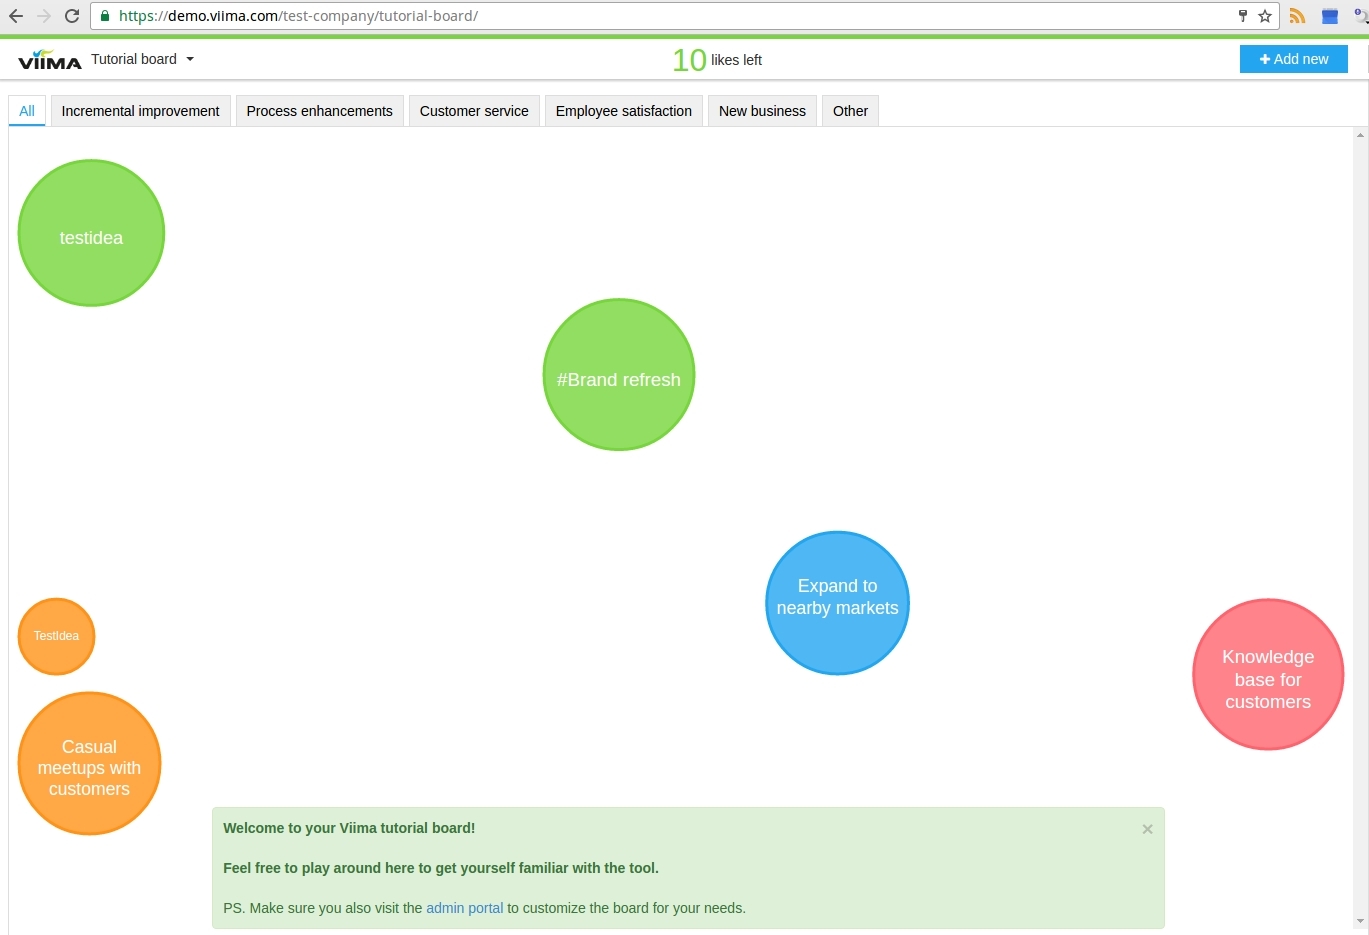 https://demo.viima.com/test-company/tutorial-board/
VIIMA Tutorial board 10 likes left Add new
All Incremental improvement Process enhancements Customer service Employee satisfaction New business Other
testidea
#Brand refresh
Expand to
nearby markets
TestIdea
Knowledge
base for
customers
Casual
meetups with
customers
Welcome to your Viima tutorial board!
Feel free to play around here to get yourself familiar with the tool.
PS. Make sure you also visit the admin portal to customize the board for your needs.